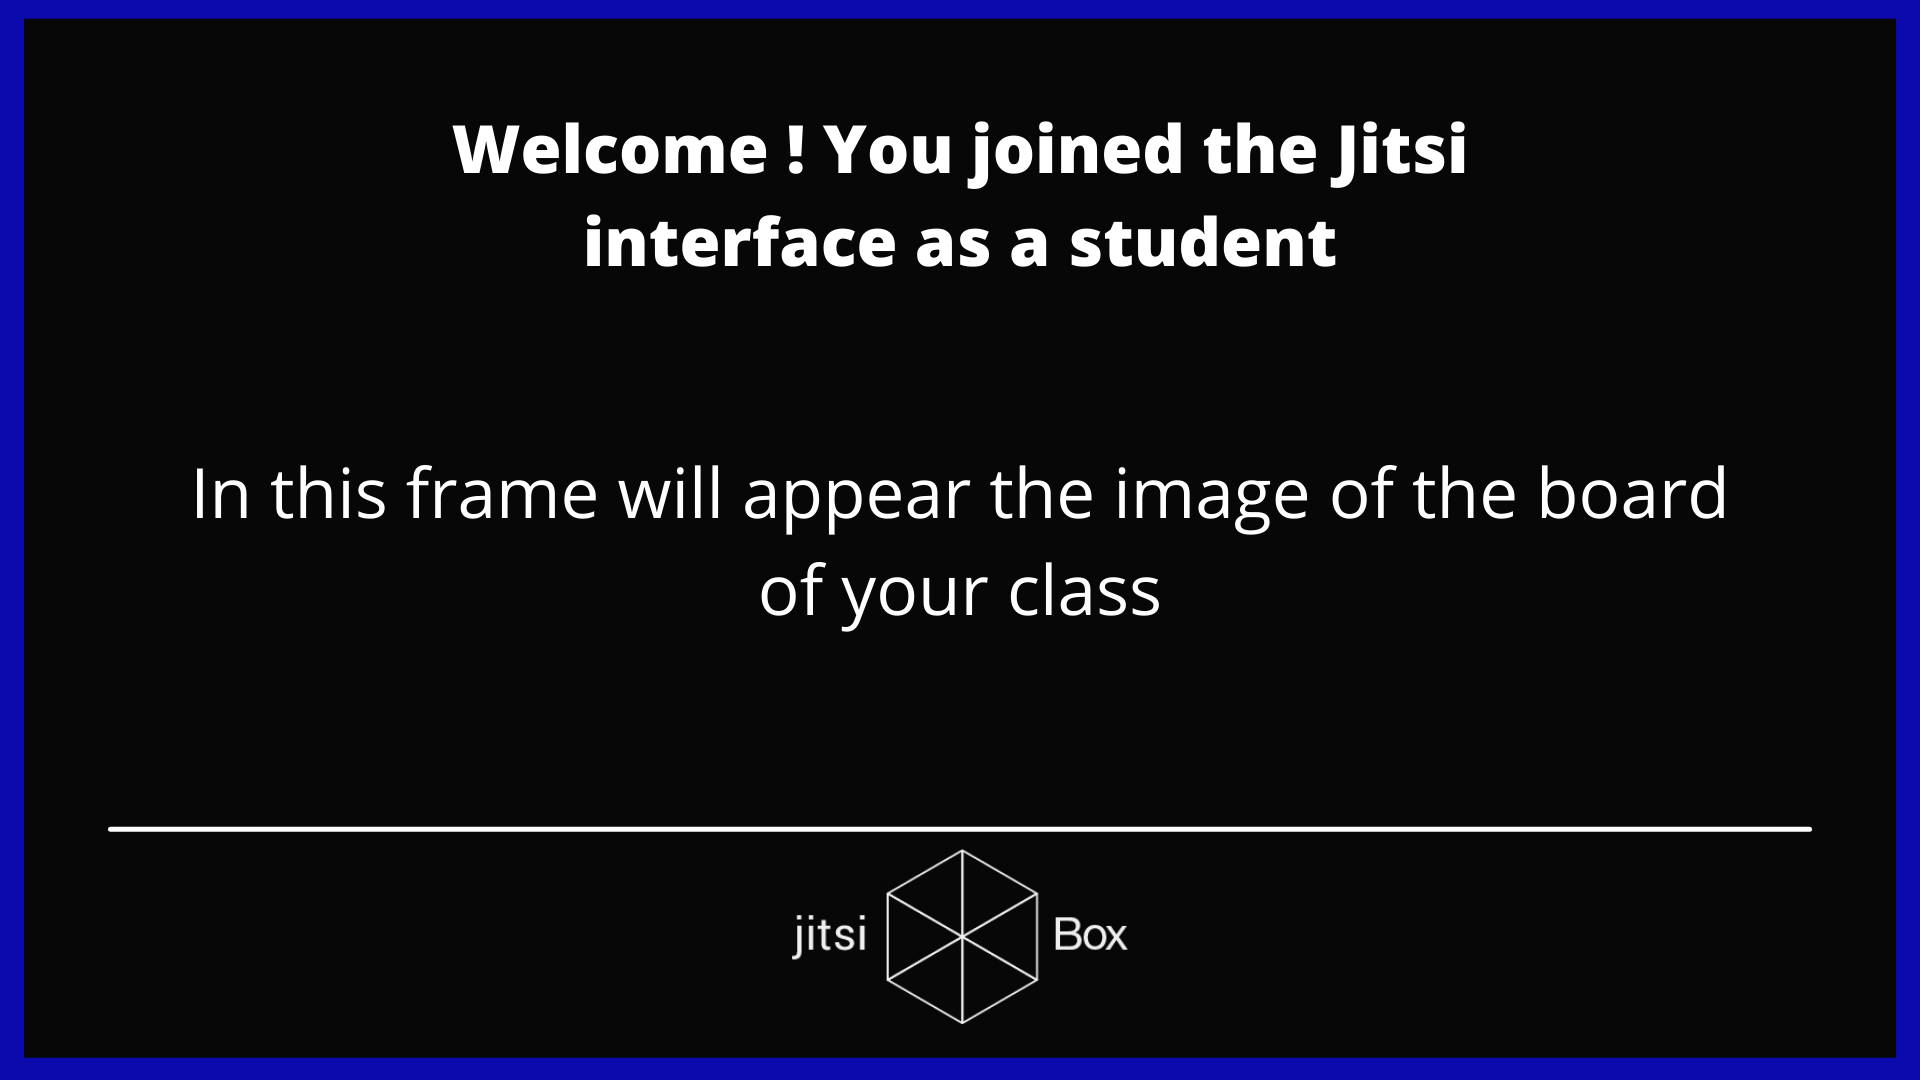 Welcome ! You joined the Jitsi
interface as a student
In this frame will appear the image of the board
of your class
jitsi Box